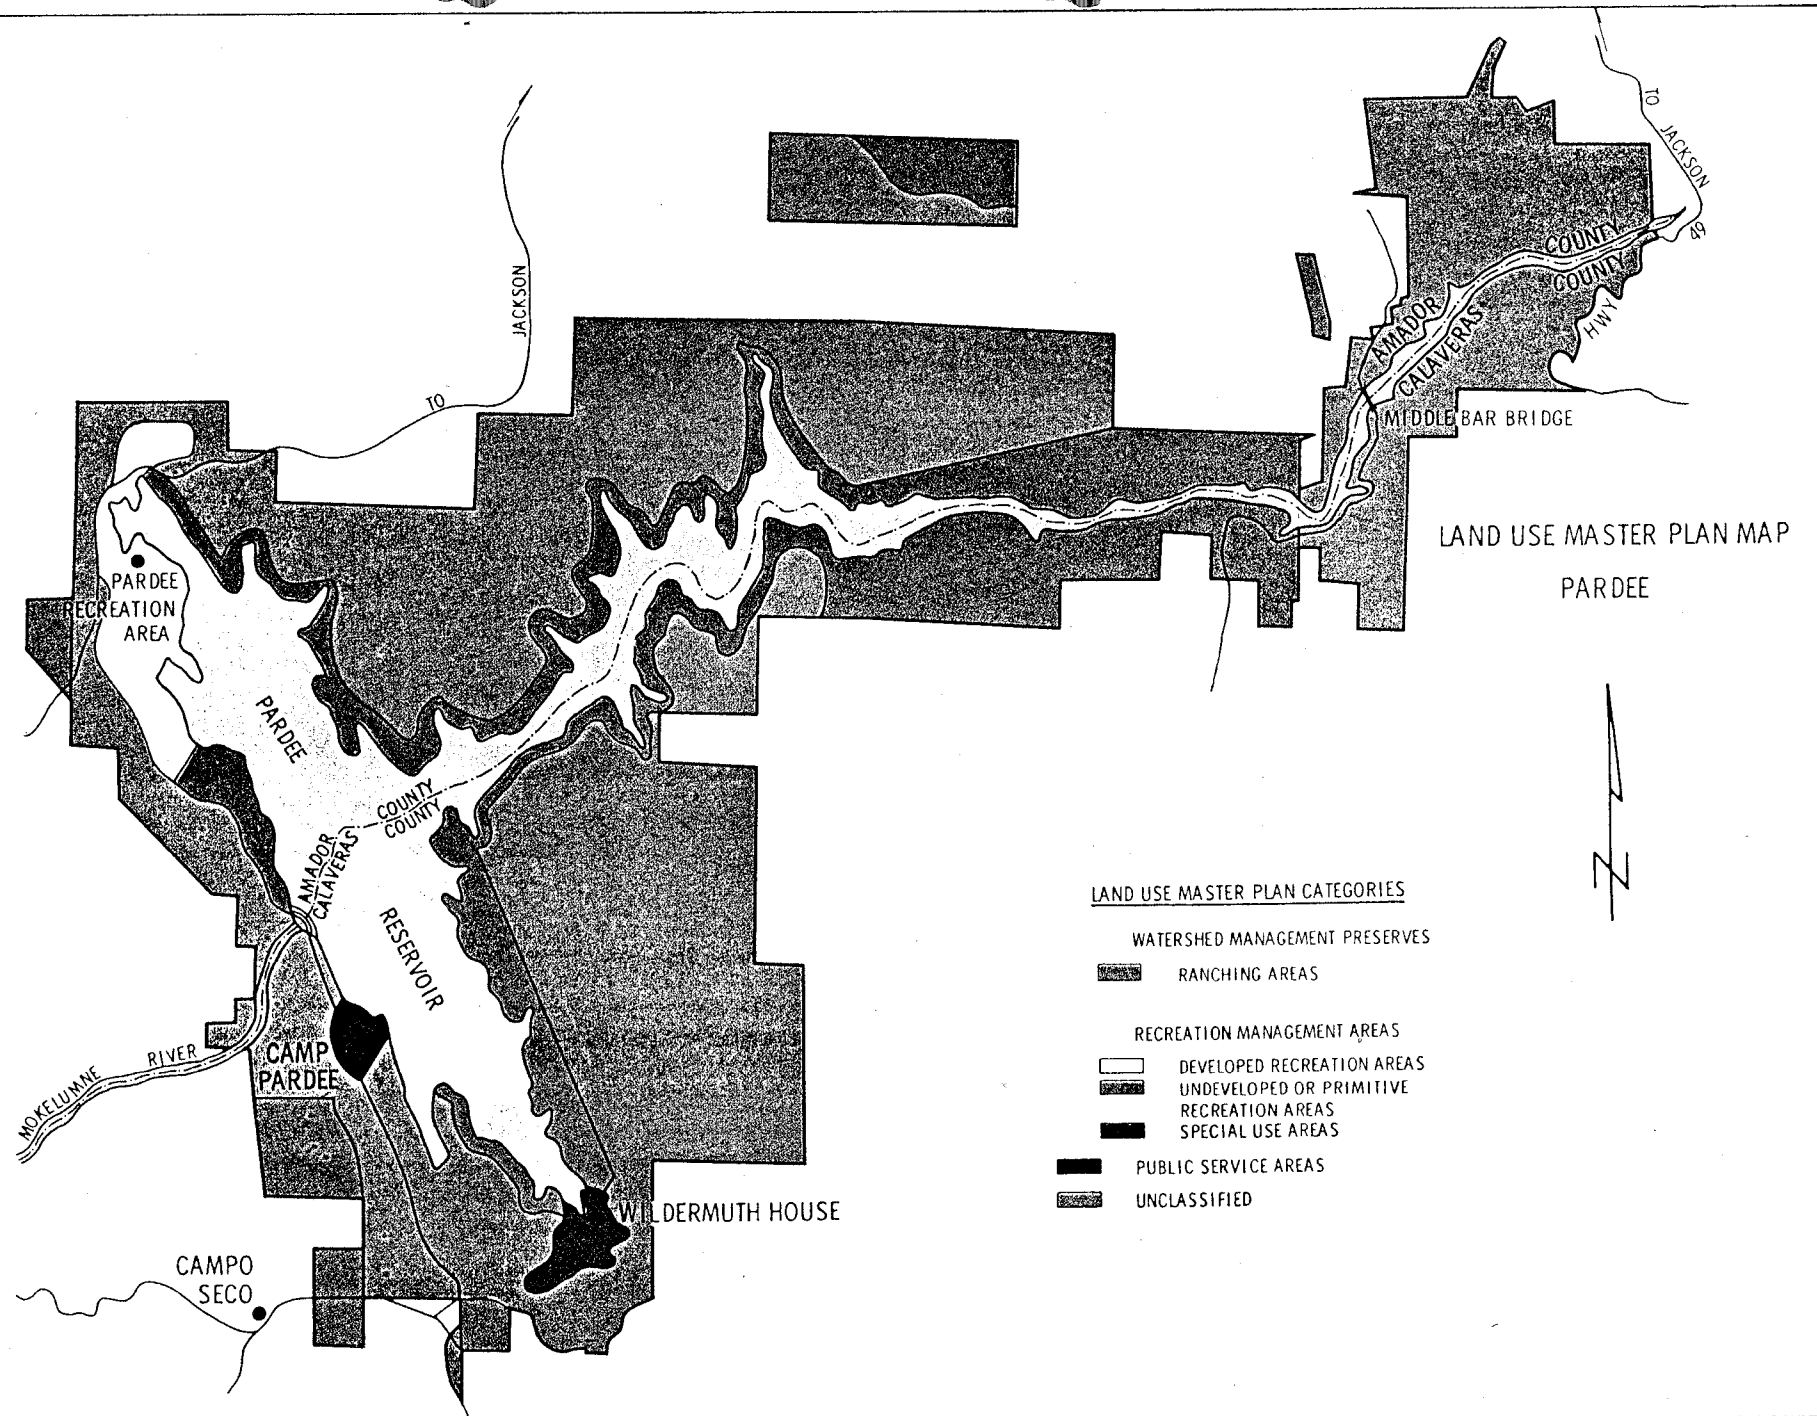 TO
JACKSON
49
HWY
COUNTY
COUNTY
AMADOR
CALAVERAS
MIDDLE BAR BRIDGE
JACKSON
TO
LAND USE MASTER PLAN MAP
PARDEE
PARDEE
RECREATION
AREA
PARDEE
COUNTY
COUNTY
AMADOR
CALAVERAS
RESERVOIR
MOKELUMNE
RIVER
CAMP
PARDEE
WILDERMUTH HOUSE
CAMPO
SECO
N
LAND USE MASTER PLAN CATEGORIES
WATERSHED MANAGEMENT PRESERVES
RANCHING AREAS
RECREATION MANAGEMENT AREAS
DEVELOPED RECREATION AREAS
UNDEVELOPED OR PRIMITIVE
RECREATION AREAS
SPECIAL USE AREAS
PUBLIC SERVICE AREAS
UNCLASSIFIED